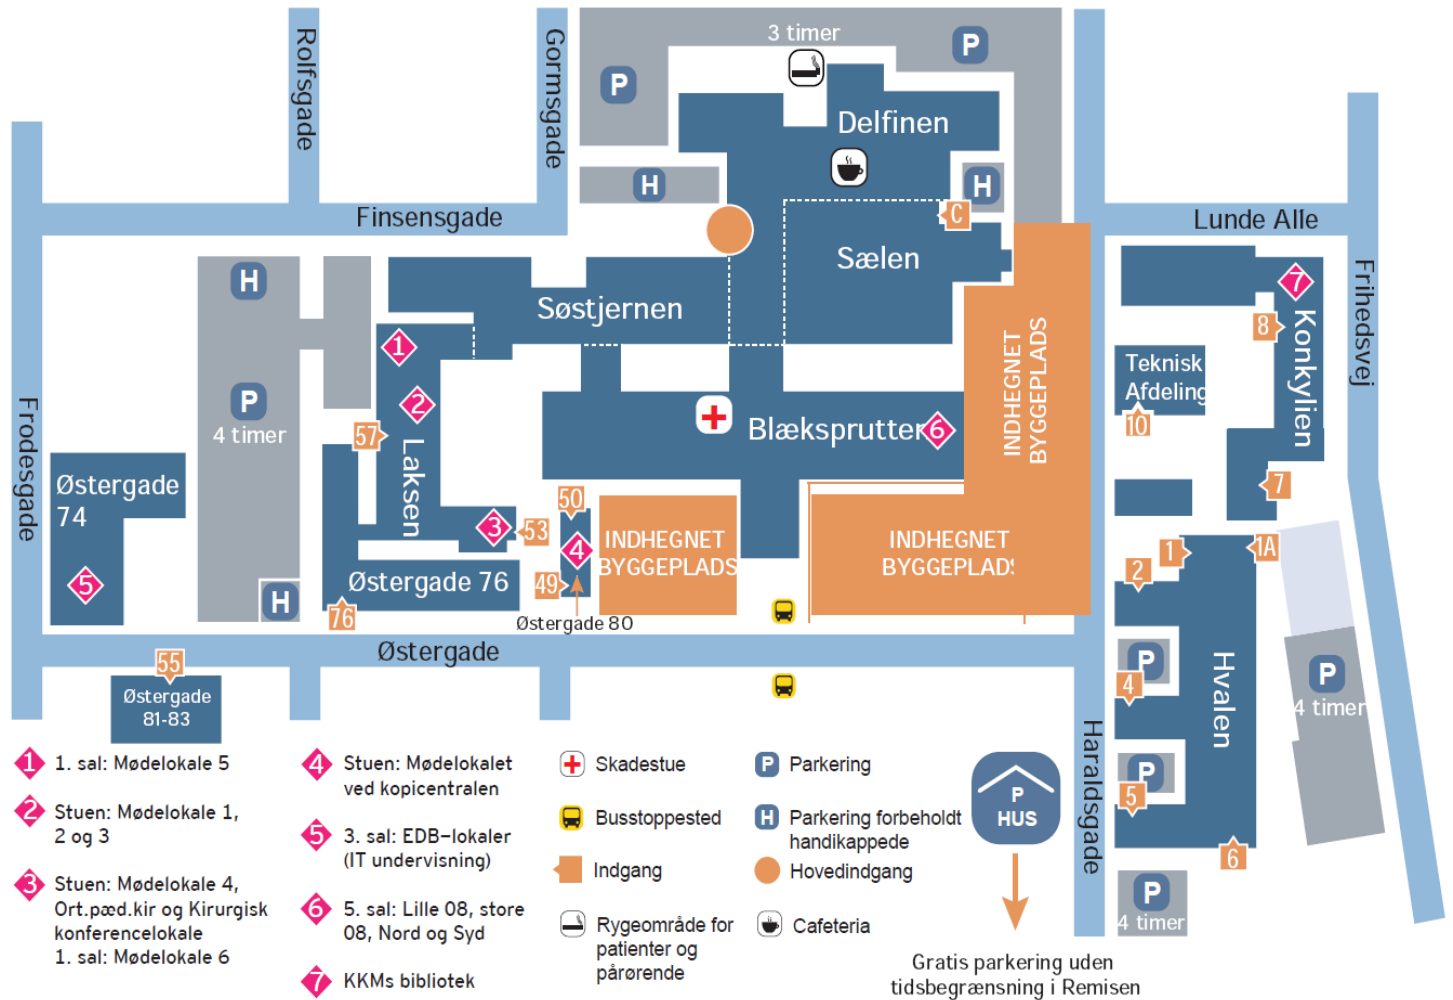 Rolfsgade
Gormsgade
3 timer
P
P
Delfinen
H
H
C
Finsensgade
Lunde Alle
Sælen
H
7
Søstjernen
8
Konkylien
Frihedsvej
1
INDHEGNET
BYGGEPLADS
Teknisk
Afdeling
P
4 timer
2
57
Laksen
Blæksprutten
6
10
Frodesgade
Østergade
74
50
7
3
53
INDHEGNET
BYGGEPLADS
INDHEGNET
BYGGEPLADS
4
1
1A
2
5
Østergade 76
49
H
76
Østergade 80
Østergade
55
Østergade
81-83
P
4
Hvalen
P
4 timer
Haraldsgade
P
5
6
P
4 timer
1 1. sal: Mødelokale 5
2 Stuen: Mødelokale 1,
2 og 3
3 Stuen: Mødelokale 4,
Ort.pæd.kir og Kirurgisk
konferencelokale
1. sal: Mødelokale 6
4 Stuen: Mødelokalet
ved kopicentralen
5 3. sal: EDB-lokaler
(IT undervisning)
6 5. sal: Lille 08, store
08, Nord og Syd
7 KKMs bibliotek
Skadestue
Busstoppested
Indgang
Rygeområde for
patienter og
pårørende
P Parkering
H Parkering forbeholdt
handikappede
Hovedindgang
Cafeteria
P
HUS
Gratis parkering uden
tidsbegrænsning i Remisen